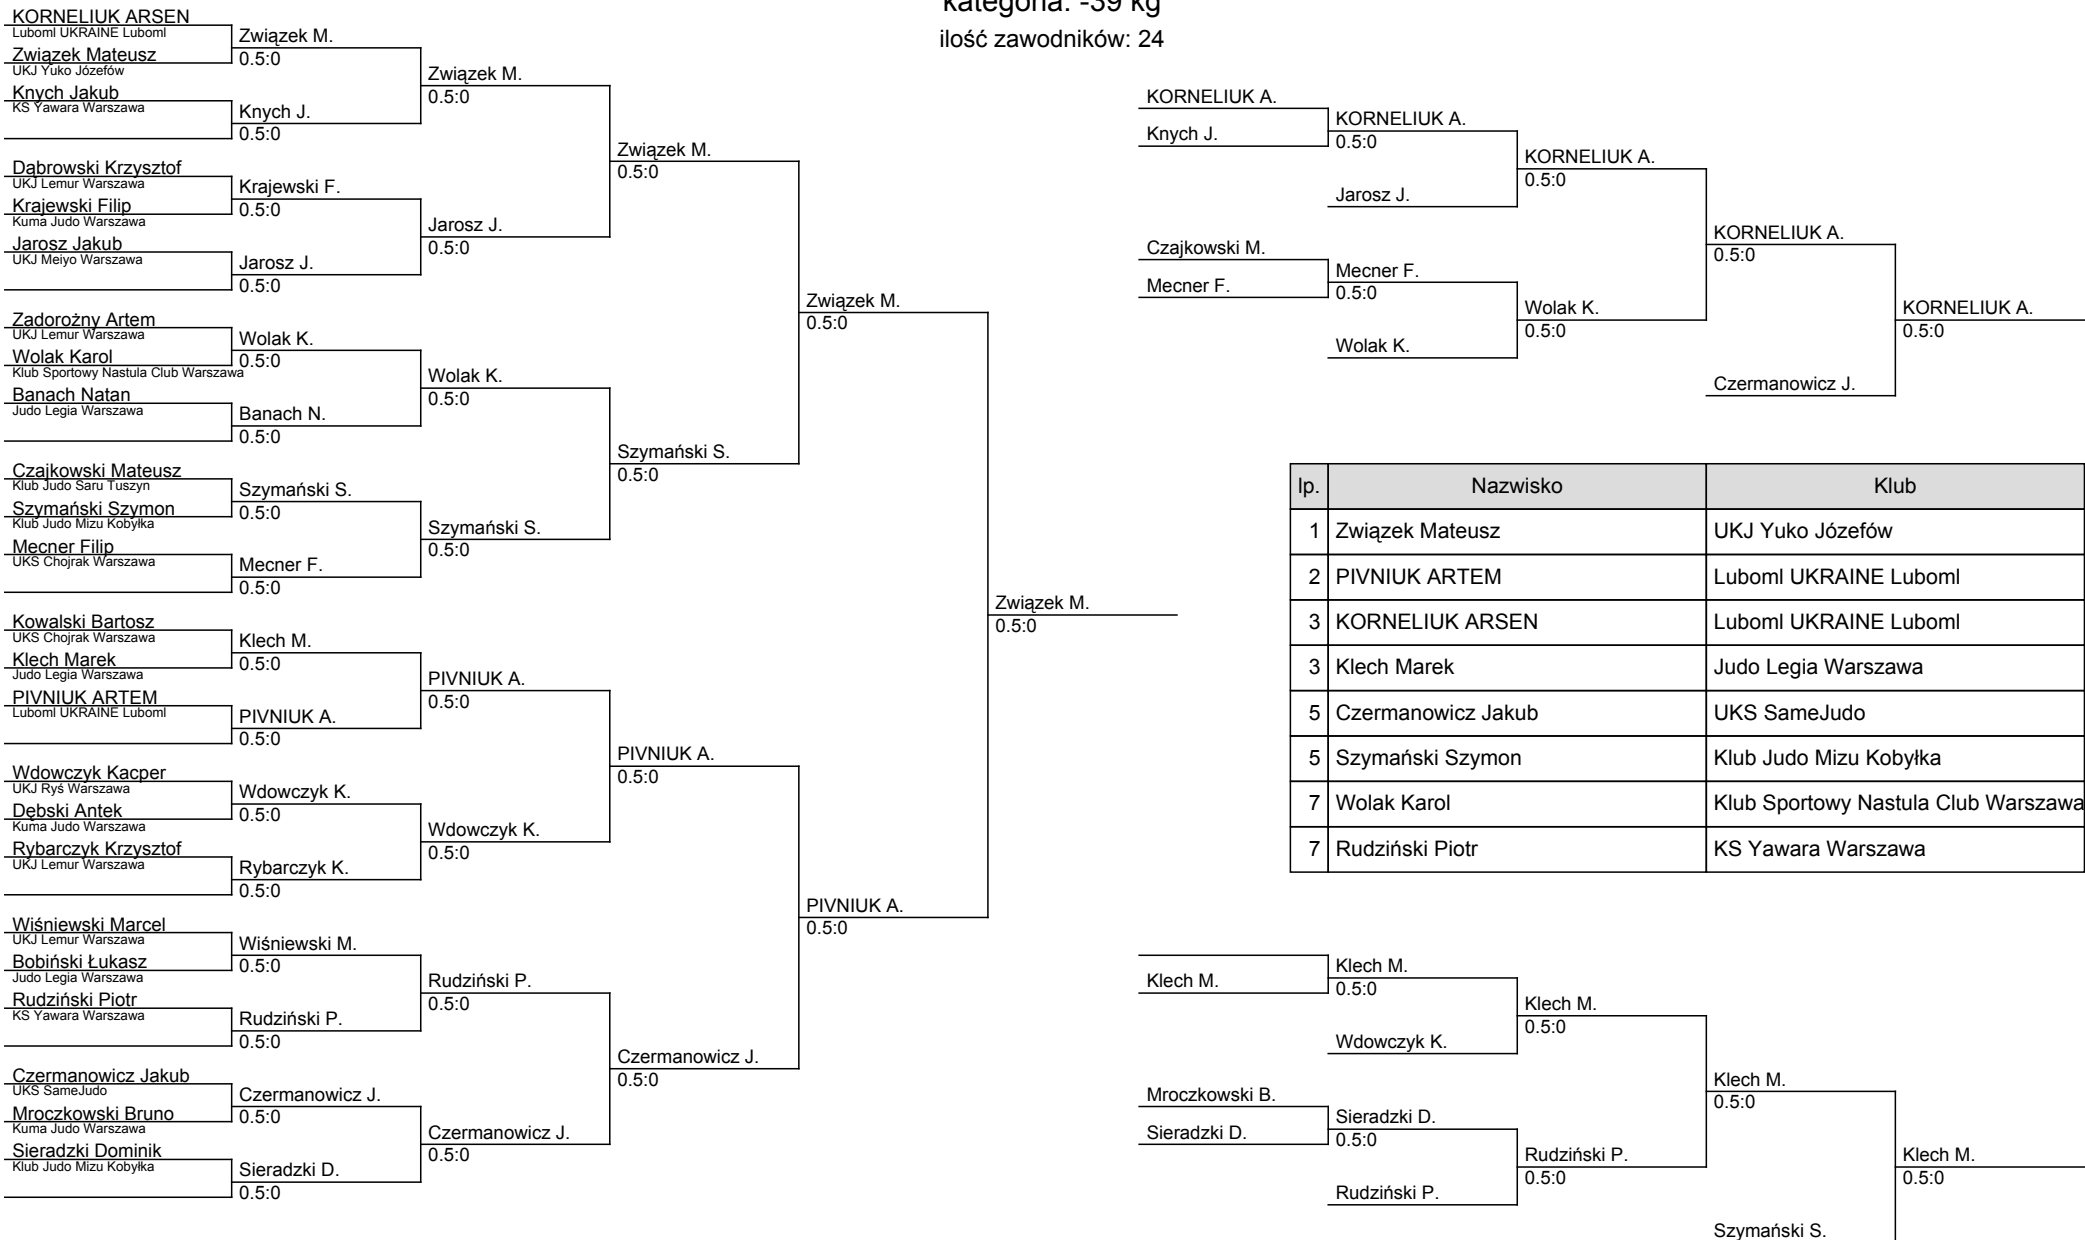 kategoria: -39 kg
ilość zawodników: 24
KORNELIUK ARSEN
Luboml UKRAINE Luboml
Związek Mateusz
UKJ Yuko Józefów
Knych Jakub
KS Yawara Warszawa
Dąbrowski Krzysztof
UKJ Lemur Warszawa
Krajewski Filip
Kuma Judo Warszawa
Jarosz Jakub
UKJ Meiyo Warszawa
Zadorożny Artem
UKJ Lemur Warszawa
Wolak Karol
Klub Sportowy Nastula Club Warszawa
Banach Natan
Judo Legia Warszawa
Czajkowski Mateusz
Klub Judo Saru Tuszyn
Szymański Szymon
Klub Judo Mizu Kobyłka
Mecner Filip
UKS Chojrak Warszawa
Kowalski Bartosz
UKS Chojrak Warszawa
Klech Marek
Judo Legia Warszawa
PIVNIUK ARTEM
Luboml UKRAINE Luboml
Wdowczyk Kacper
UKJ Ryś Warszawa
Dębski Antek
Kuma Judo Warszawa
Rybarczyk Krzysztof
UKJ Lemur Warszawa
Wiśniewski Marcel
UKJ Lemur Warszawa
Bobiński Łukasz
Judo Legia Warszawa
Rudziński Piotr
KS Yawara Warszawa
Czermanowicz Jakub
UKS SameJudo
Mroczkowski Bruno
Kuma Judo Warszawa
Sieradzki Dominik
Klub Judo Mizu Kobyłka
Związek M.
0.5:0
Knych J.
0.5:0
Krajewski F.
0.5:0
Jarosz J.
0.5:0
Wolak K.
0.5:0
Banach N.
0.5:0
Szymański S.
0.5:0
Mecner F.
0.5:0
Klech M.
0.5:0
PIVNIUK A.
0.5:0
Wdowczyk K.
0.5:0
Rybarczyk K.
0.5:0
Wiśniewski M.
0.5:0
Rudziński P.
0.5:0
Czermanowicz J.
0.5:0
Sieradzki D.
0.5:0
Związek M.
0.5:0
Jarosz J.
0.5:0
Wolak K.
0.5:0
Szymański S.
0.5:0
PIVNIUK A.
0.5:0
Wdowczyk K.
0.5:0
Rudziński P.
0.5:0
Czermanowicz J.
0.5:0
Związek M.
0.5:0
Szymański S.
0.5:0
PIVNIUK A.
0.5:0
Czermanowicz J.
0.5:0
Związek M.
0.5:0
PIVNIUK A.
0.5:0
Związek M.
0.5:0
KORNELIUK A.
Knych J.
Czajkowski M.
Mecner F.
KORNELIUK A.
0.5:0
Jarosz J.
Mecner F.
0.5:0
Wolak K.
KORNELIUK A.
0.5:0
Wolak K.
0.5:0
KORNELIUK A.
0.5:0
Czermanowicz J.
KORNELIUK A.
0.5:0
lp. Nazwisko Klub
1 Związek Mateusz UKJ Yuko Józefów
2 PIVNIUK ARTEM Luboml UKRAINE Luboml
3 KORNELIUK ARSEN Luboml UKRAINE Luboml
3 Klech Marek Judo Legia Warszawa
5 Czermanowicz Jakub UKS SameJudo
5 Szymański Szymon Klub Judo Mizu Kobyłka
7 Wolak Karol Klub Sportowy Nastula Club Warszawa
7 Rudziński Piotr KS Yawara Warszawa
Klech M.
Mroczkowski B.
Sieradzki D.
Klech M.
0.5:0
Wdowczyk K.
Sieradzki D.
0.5:0
Rudziński P.
Klech M.
0.5:0
Rudziński P.
0.5:0
Klech M.
0.5:0
Szymański S.
Klech M.
0.5:0